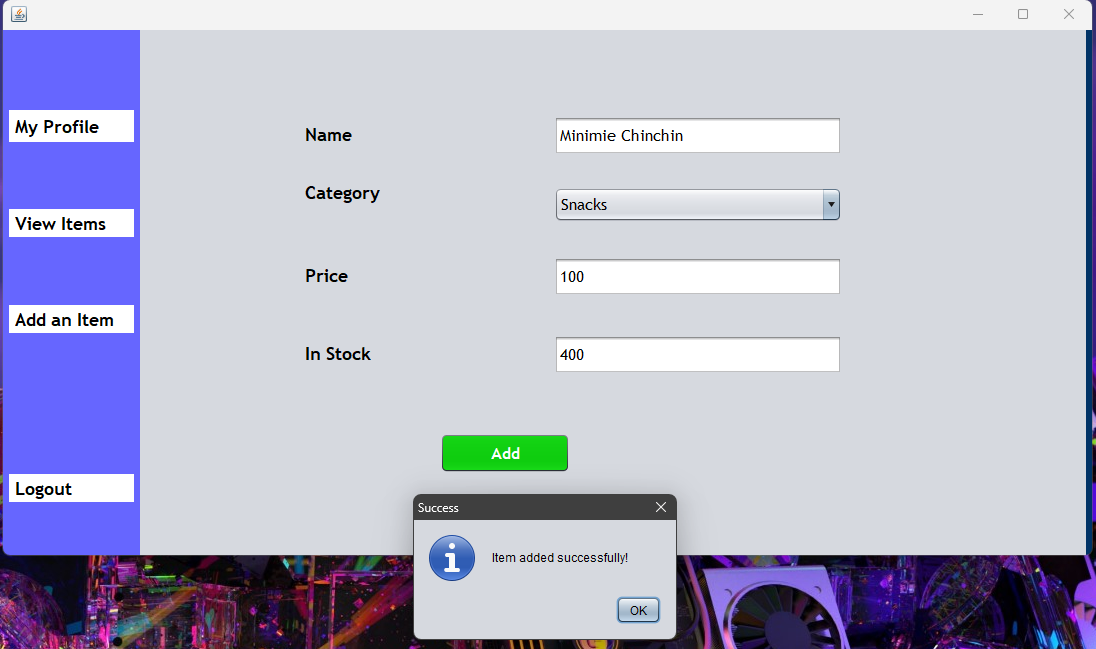 My Profile
View Items
Add an Item
Logout
Name
Minimie Chinchin
Category
Snacks
Price
100
In Stock
400
Add
Success
Item added successfully!
OK